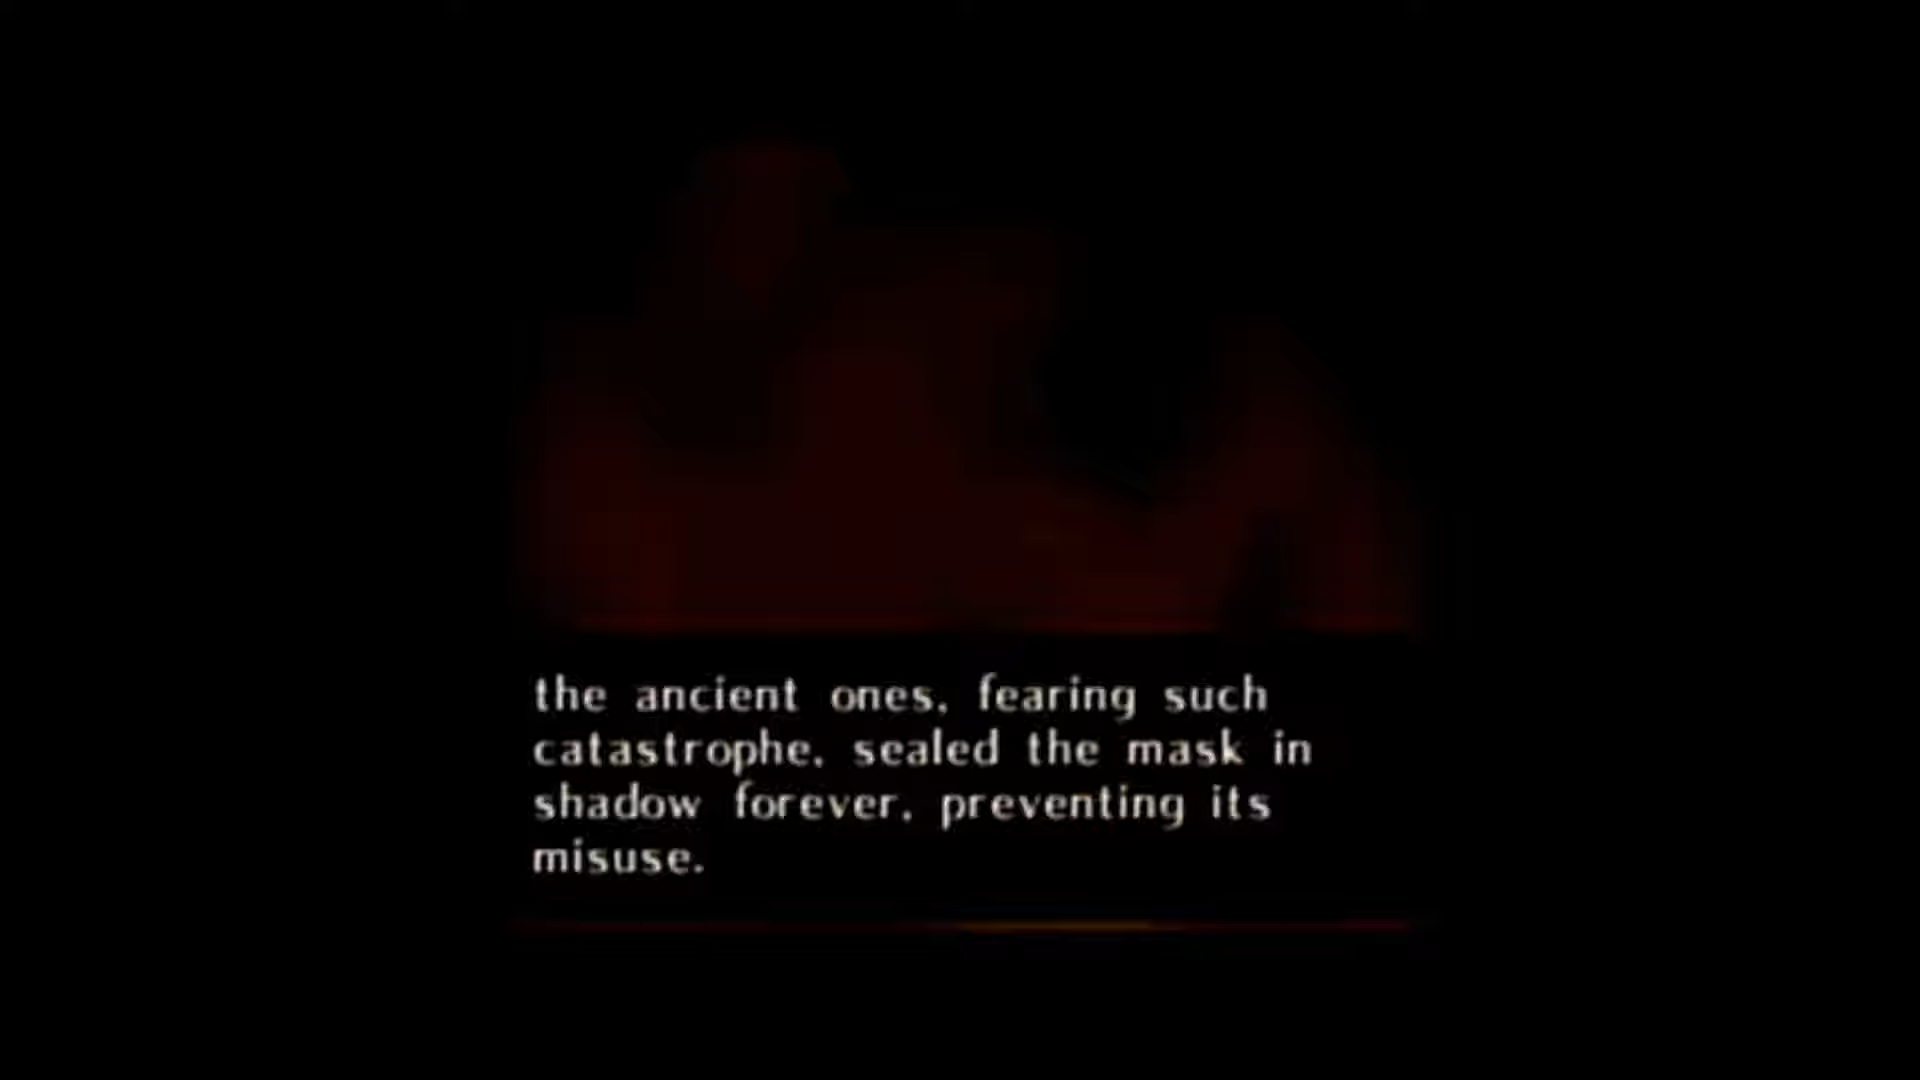 the ancient ones, fearing such
catastrophe, sealed the mask in
shadow forever, preventing its
misuse.